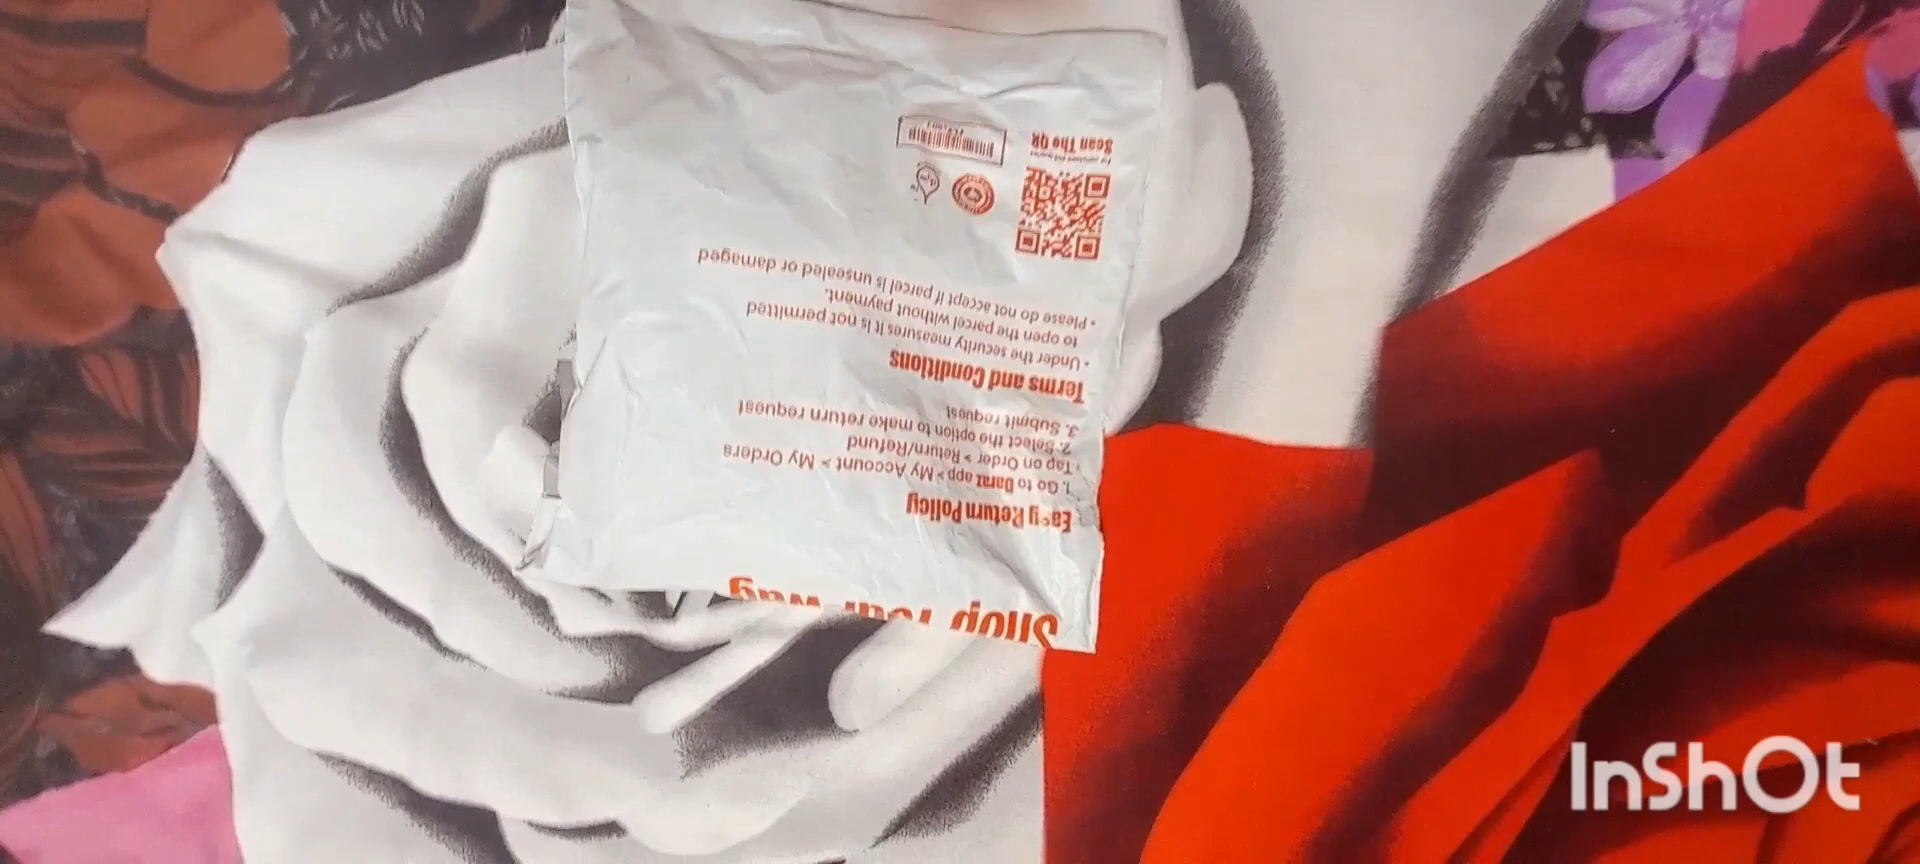 Shop Your Way
Easy Return Policy
1. Go to Daraz app > My Account > My Orders
• Tap on Order > Return/Refund
2. Select the option to make return request
3. Submit request
Terms and Conditions
• Under the security measures it is not permitted
to open the parcel without payment.
• Please do not accept if parcel is unsealed or damaged
Scan The QR
InShOt